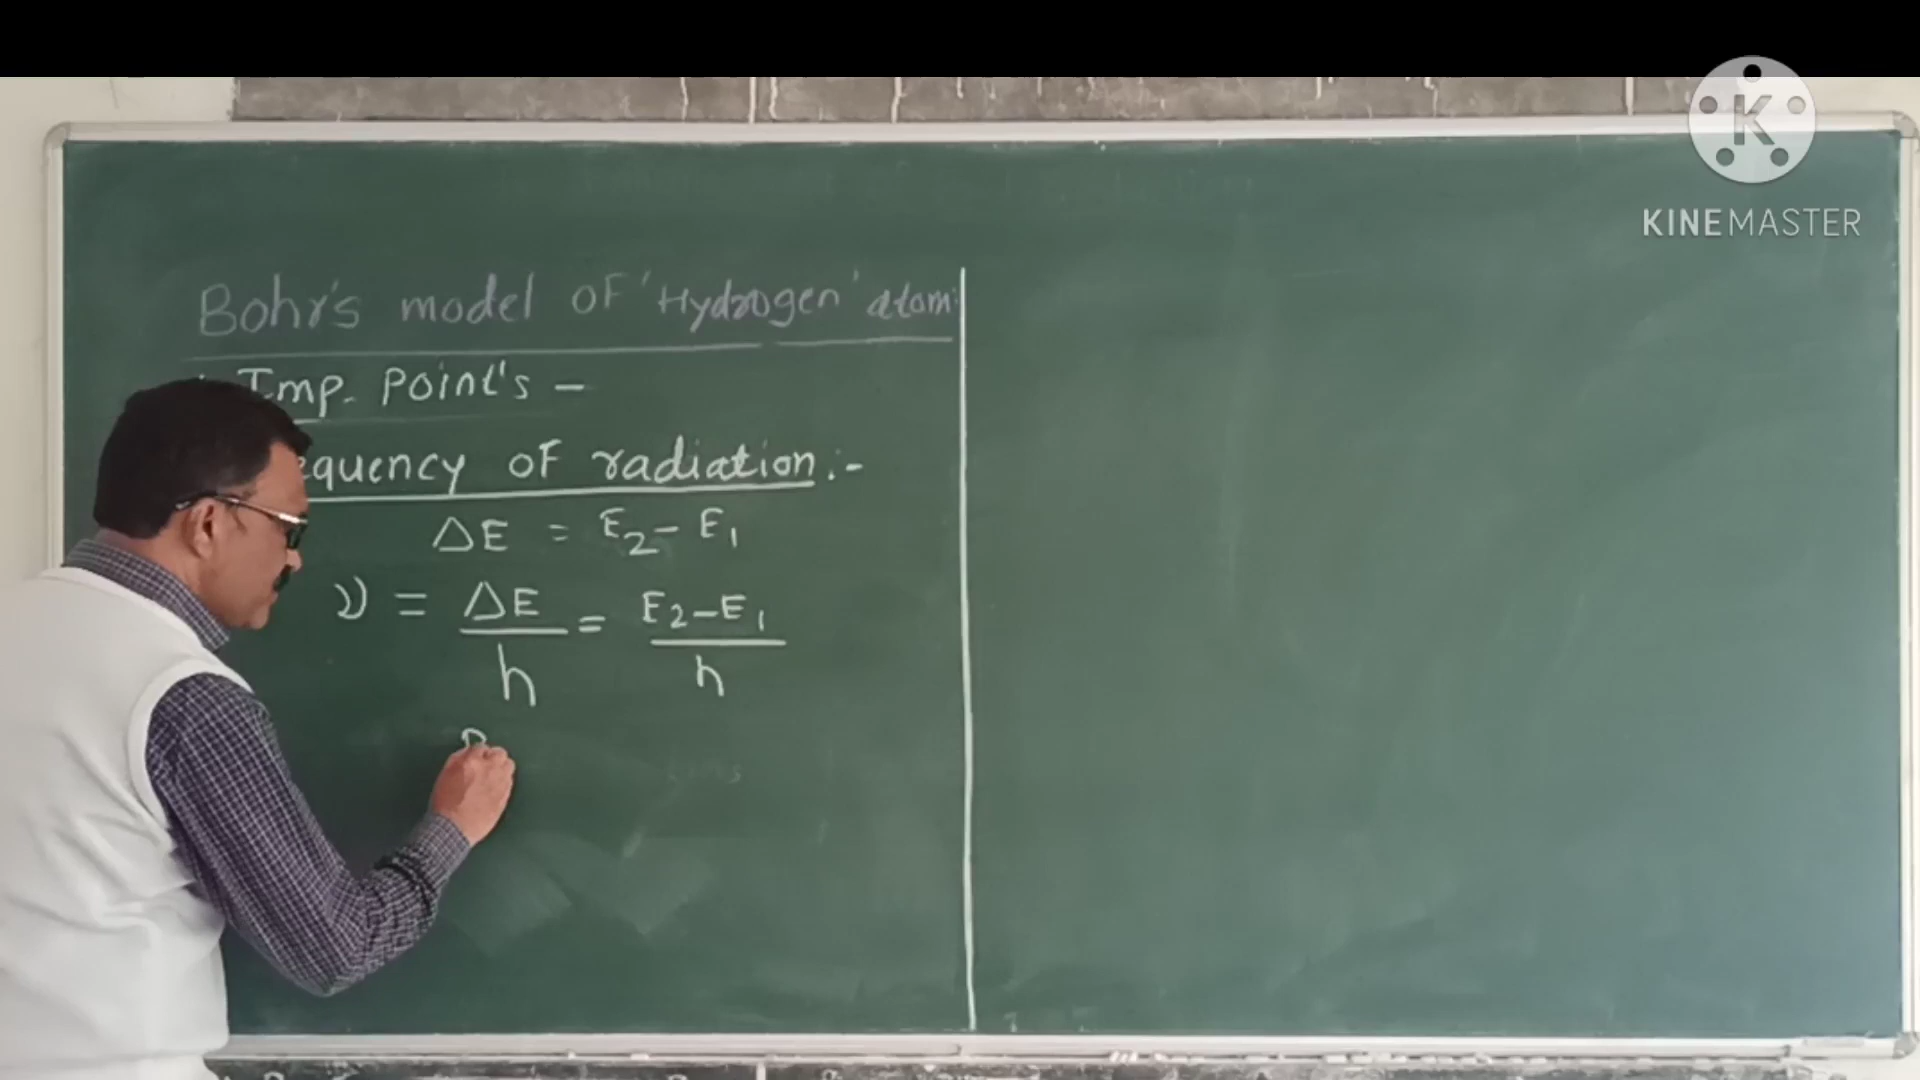 K
KINEMASTER
Bohr's model OF 'Hydrogen' atom
Imp. Point's -
equency OF radiation :-
ΔE = E₂ - E₁
ν = ΔE/h = E₂-E₁/h